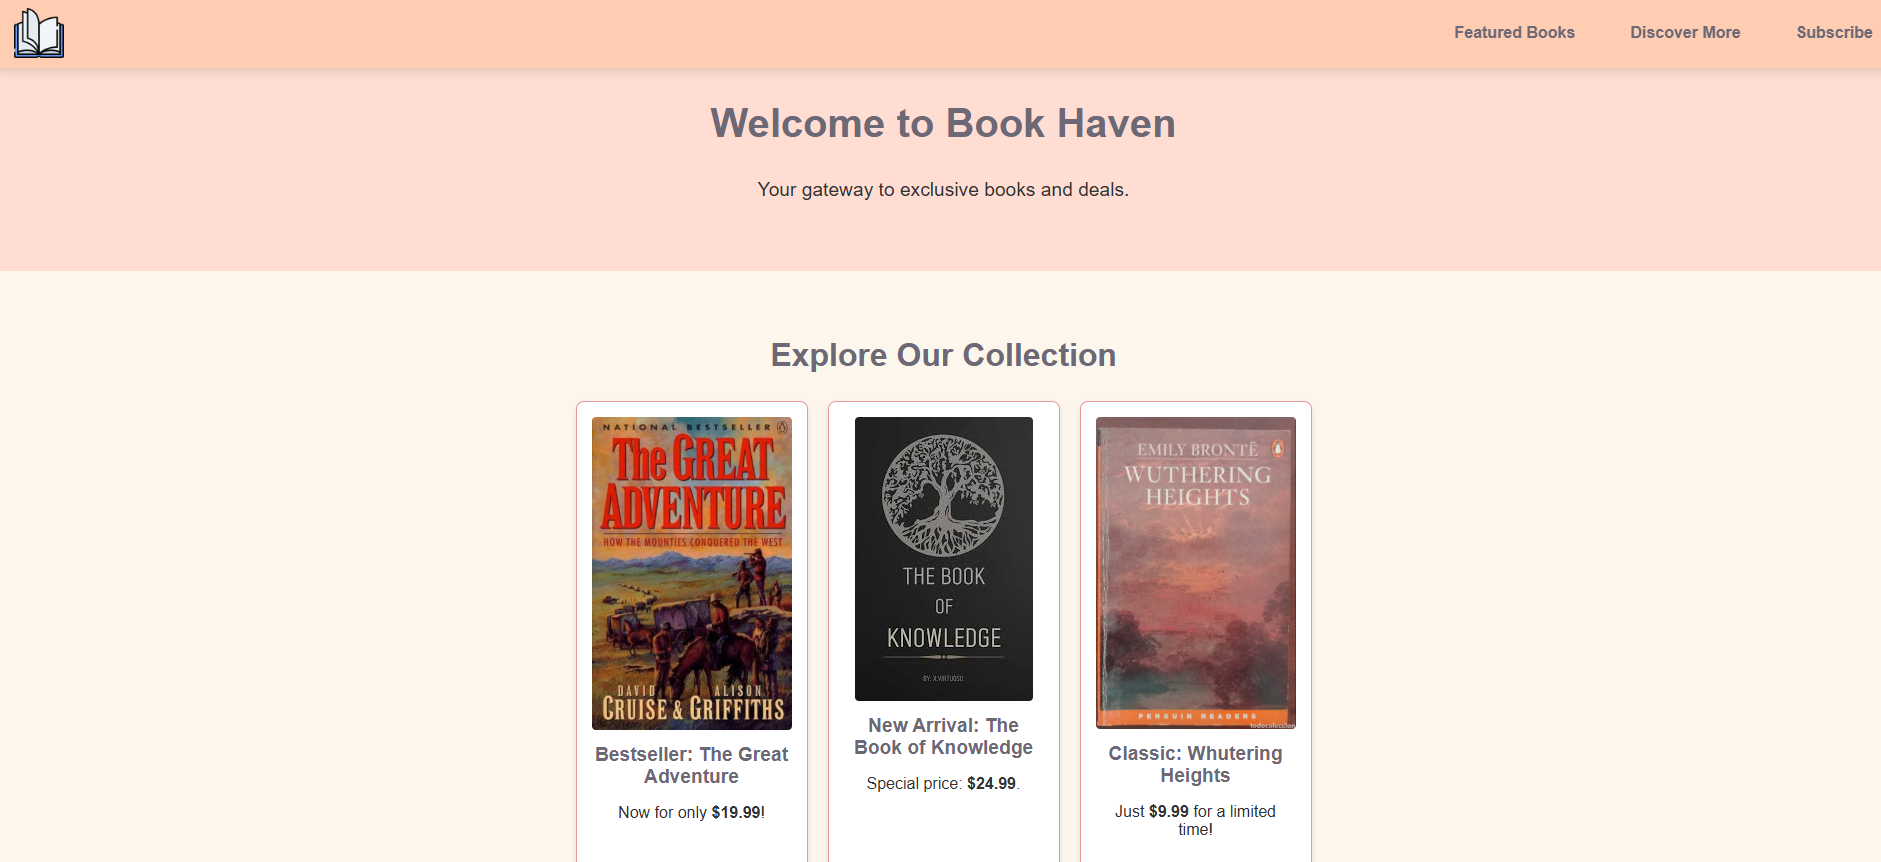 Featured Books
Discover More
Subscribe
Welcome to Book Haven
Your gateway to exclusive books and deals.
Explore Our Collection
NATIONAL BESTSELLER
The GREAT
ADVENTURE
HOW THE MOUNTIES CONQUERED THE WEST
DAVID ALISON
CRUISE & GRIFFITHS
Bestseller: The Great
Adventure
Now for only $19.99!
THE BOOK
OF
KNOWLEDGE
BY: X.VIRTUOSO
New Arrival: The
Book of Knowledge
Special price: $24.99.
EMILY BRONTË
WUTHERING
HEIGHTS
PENGUIN READERS
todocoleccion
Classic: Whutering
Heights
Just $9.99 for a limited
time!